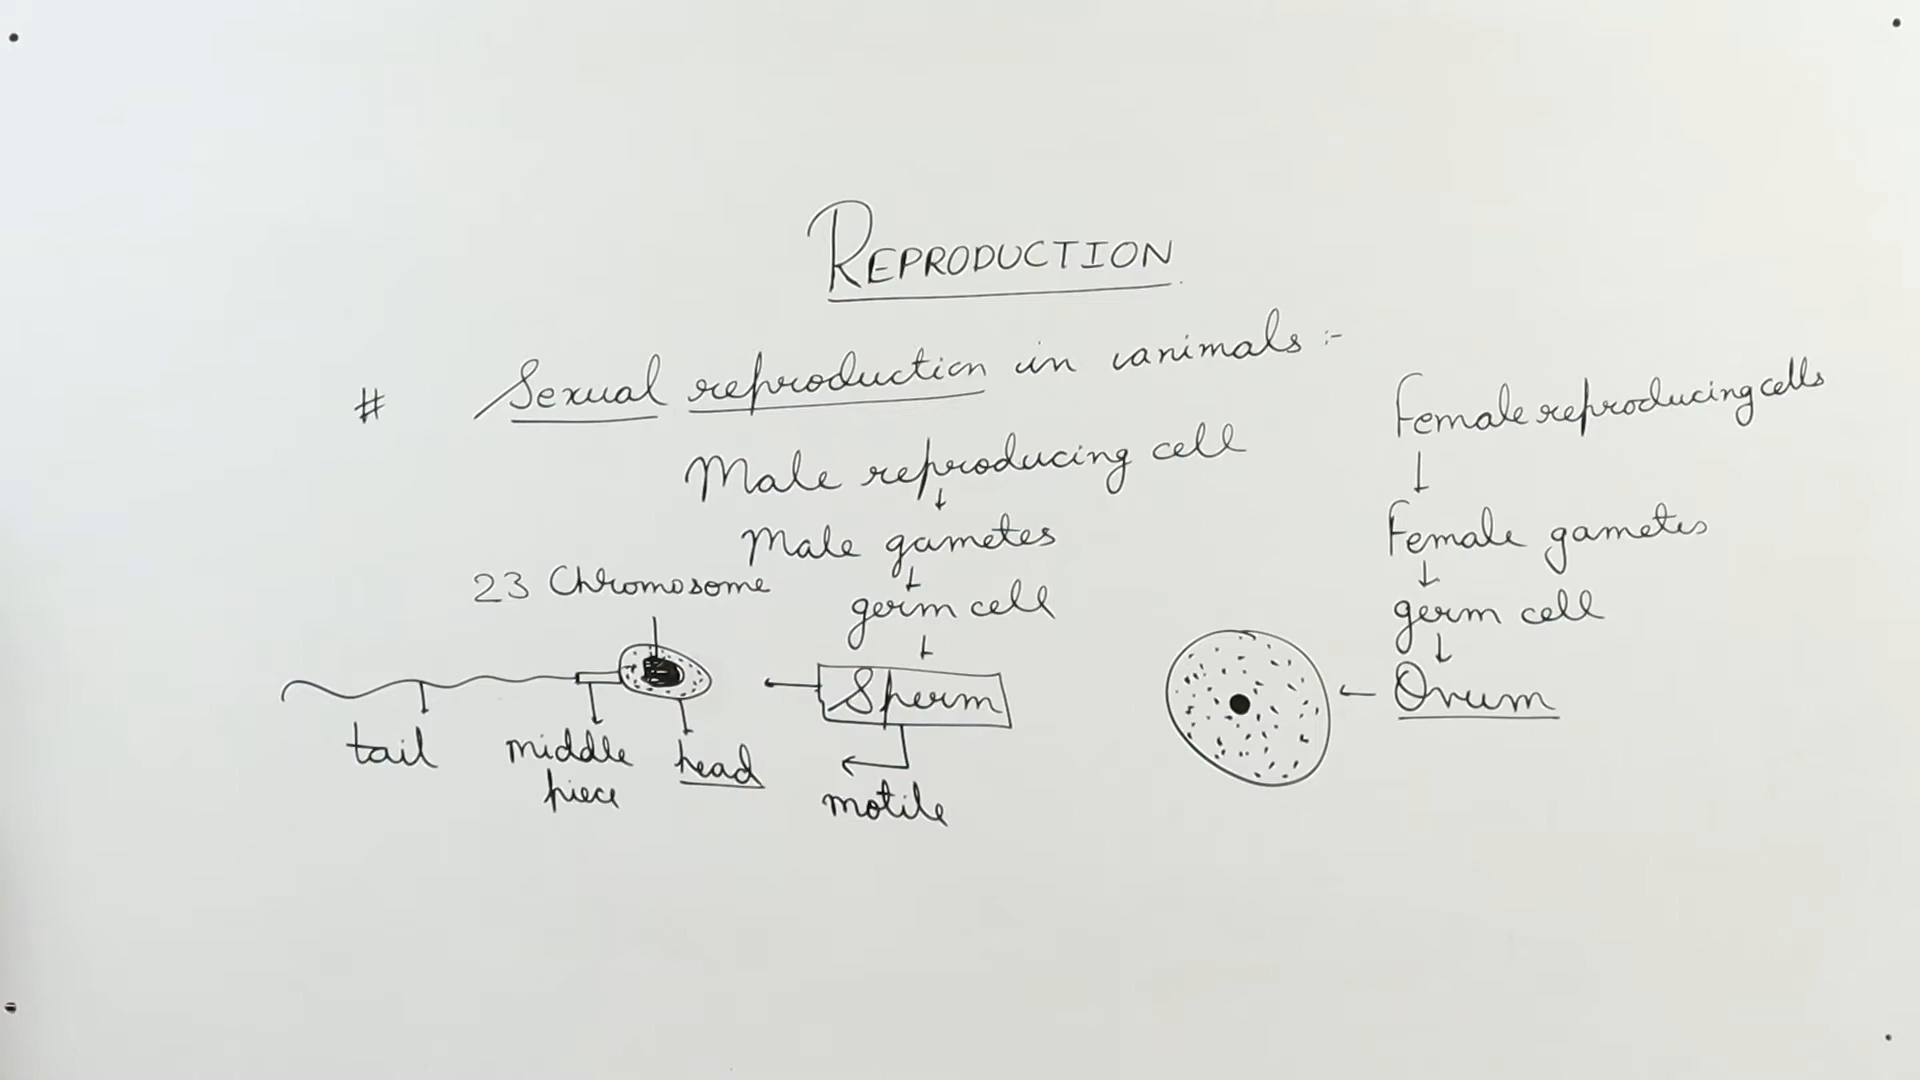 REPRODUCTION
# Sexual reproduction in animals :-
Male reproducing cell
Male gametes
germ cell
Sperm
motile
23 Chromosome
tail
middle
piece
head
Female reproducing cells
Female gametes
germ cell
Ovum